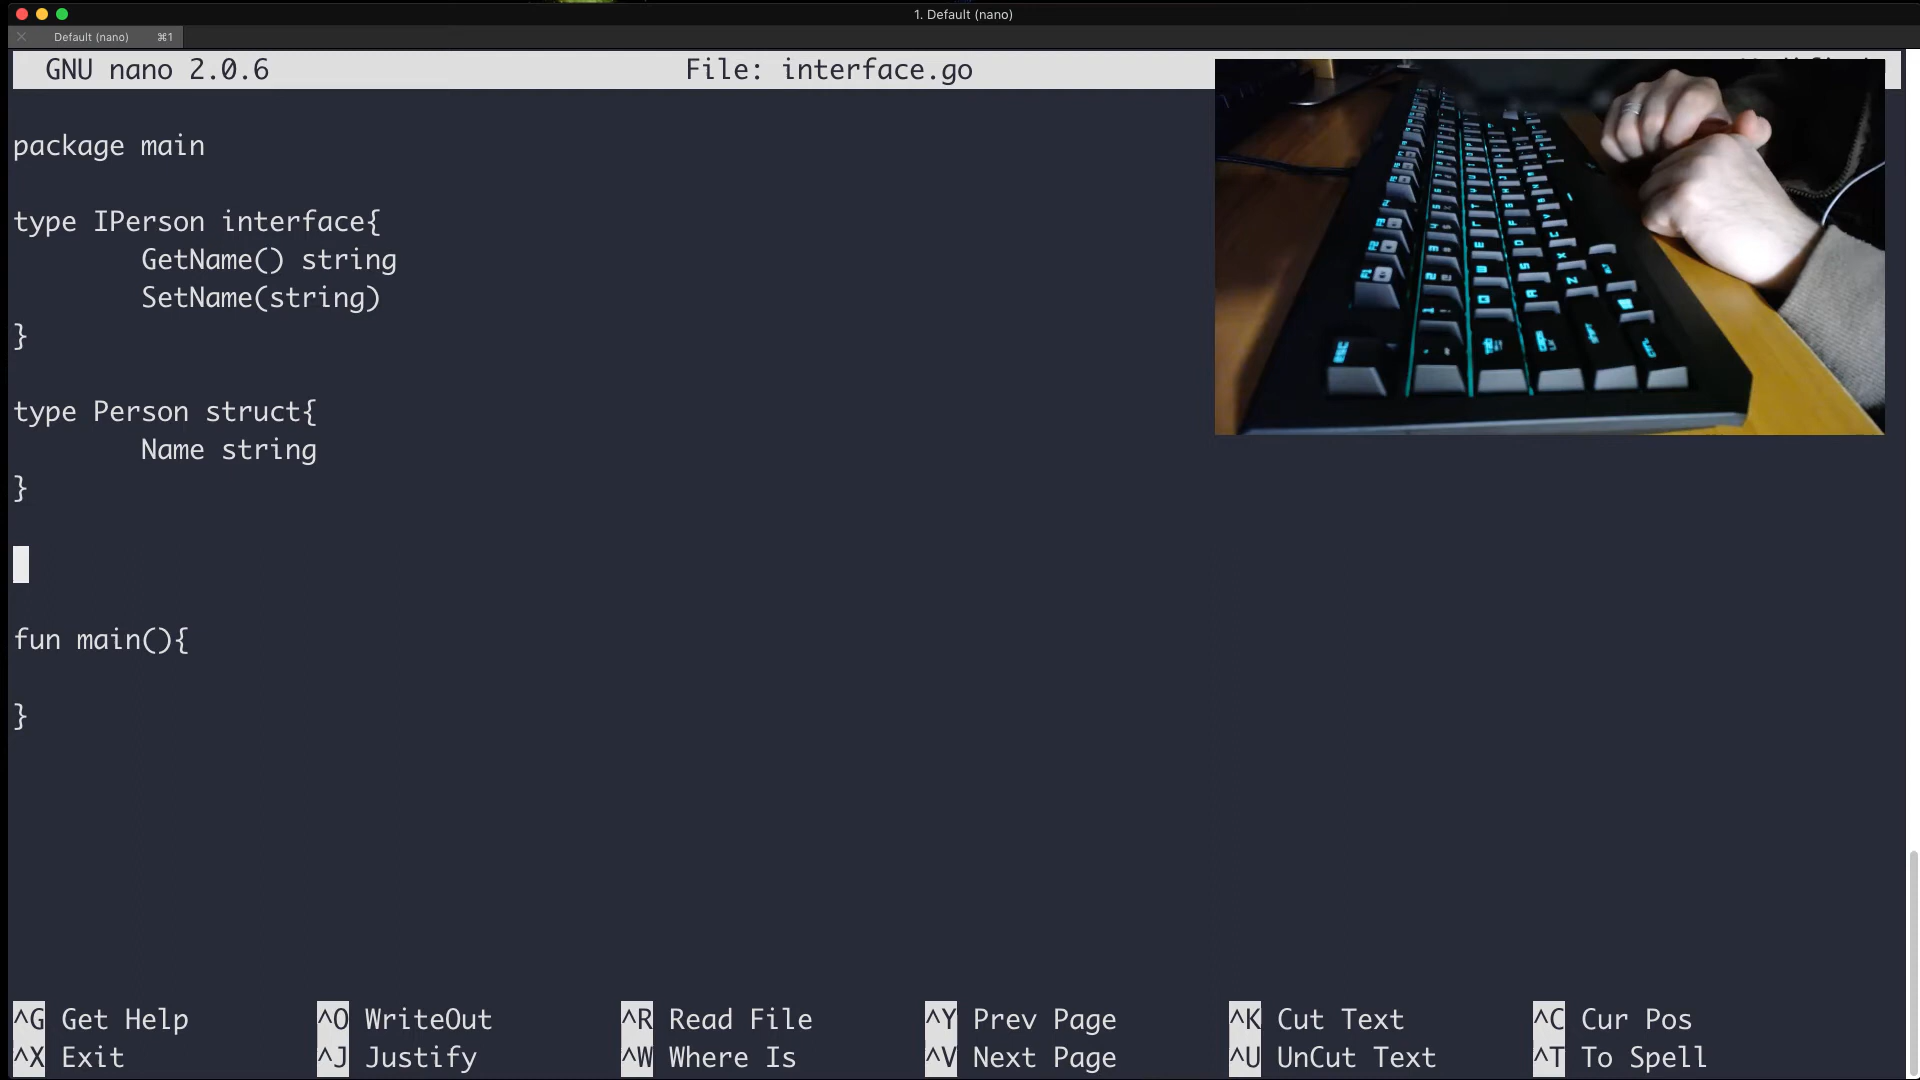 1. Default (nano)
Default (nano) ⌘1
GNU nano 2.0.6 File: interface.go
package main
type IPerson interface{
GetName() string
SetName(string)
}
type Person struct{
Name string
}
fun main(){
}
^G Get Help ^O WriteOut ^R Read File ^Y Prev Page ^K Cut Text ^C Cur Pos
^X Exit ^J Justify ^W Where Is ^V Next Page ^U UnCut Text ^T To Spell